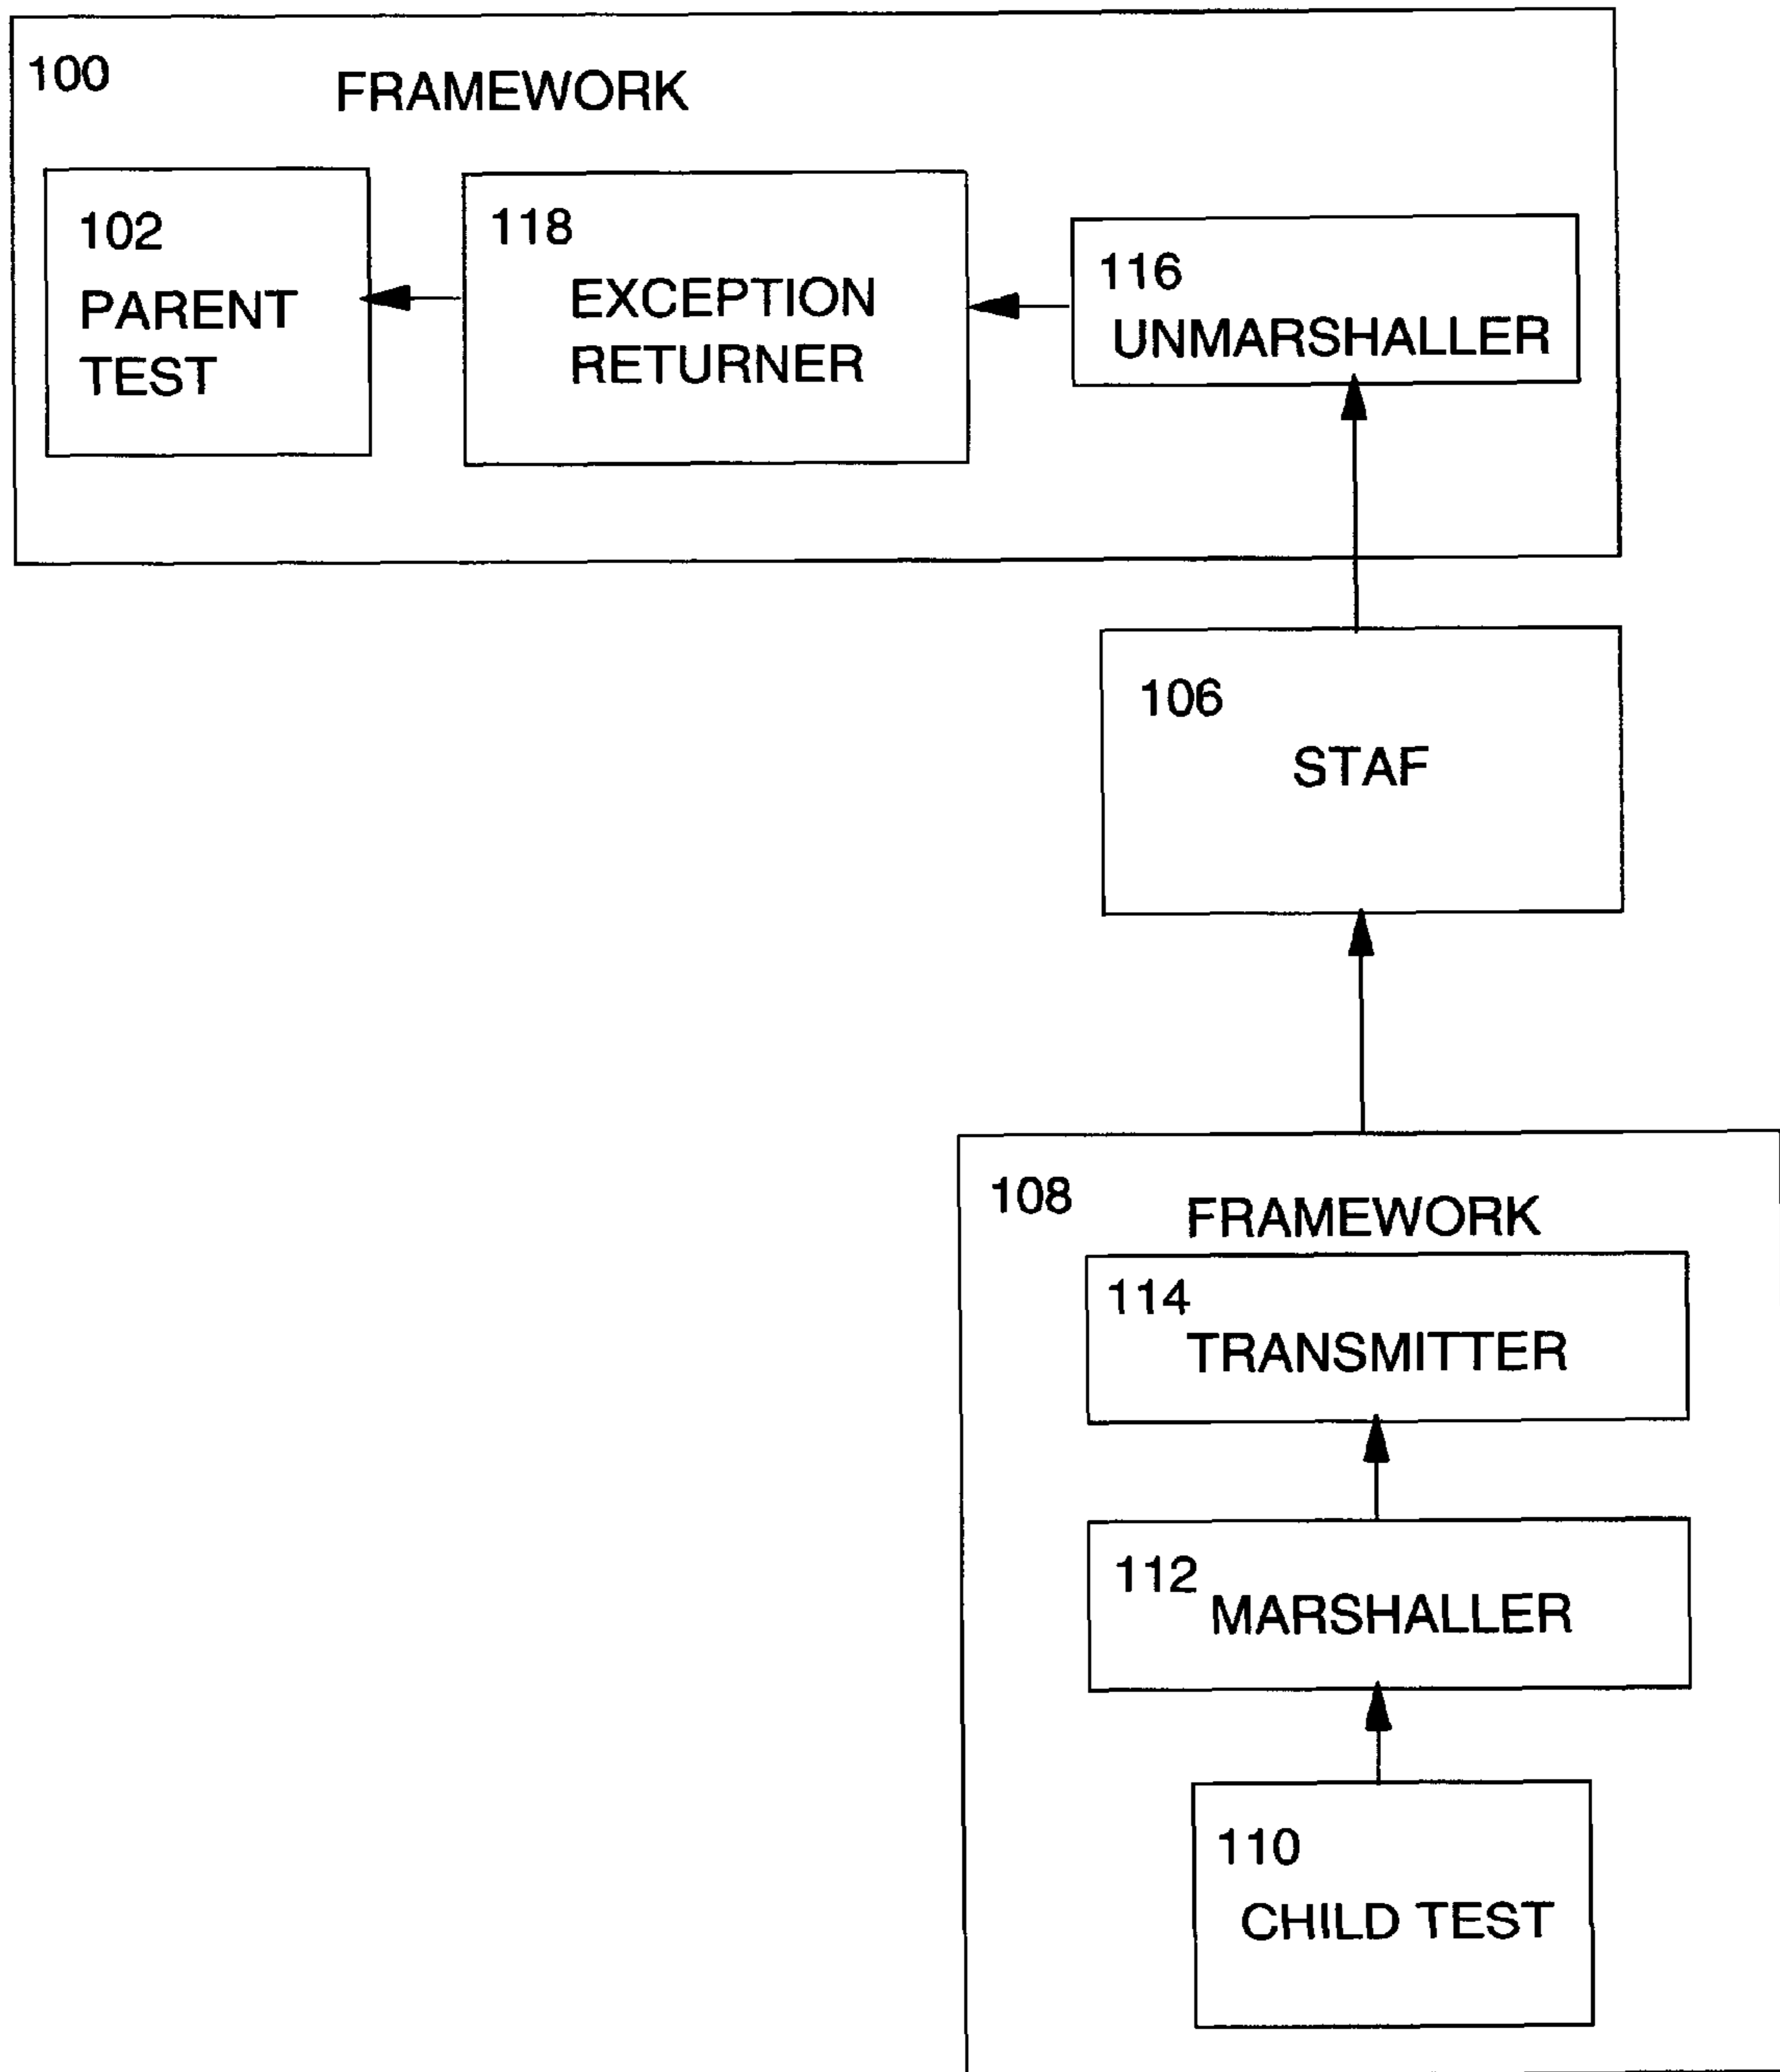 100
FRAMEWORK
102
PARENT
TEST
118
EXCEPTION
RETURNER
116
UNMARSHALLER
106
STAF
108
FRAMEWORK
114
TRANSMITTER
112
MARSHALLER
110
CHILD TEST